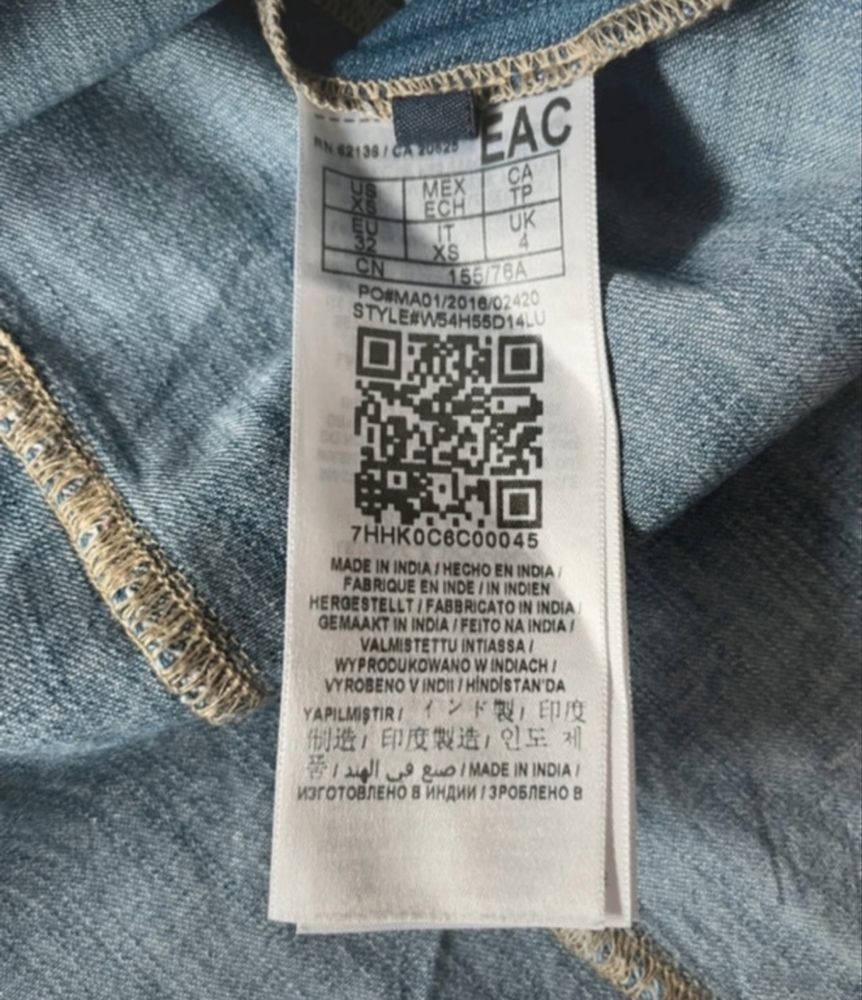 EAC
RN 62136 / CA 20625
US XS MEX ECH CA TP
EU 32 IT XS UK 4
CN 155/76A
PO#MA01/2016/02420
STYLE#W54H55D14LU
7HHK0C6C00045
MADE IN INDIA / HECHO EN INDIA /
FABRIQUE EN INDE / IN INDIEN
HERGESTELLT / FABBRICATO IN INDIA/
GEMAAKT IN INDIA / FEITO NA INDIA /
VALMISTETTU INTIASSA /
WYPRODUKOWANO W INDIACH /
VYROBENO V INDII / HİNDİSTAN'DA
YAPILMIŞTIR / インド製/ 印度
制造/ 印度製造/ 인도 제
품 / صنع في الهند / MADE IN INDIA /
ИЗГОТОВЛЕНО В ИНДИИ / ЗРОБЛЕНО В